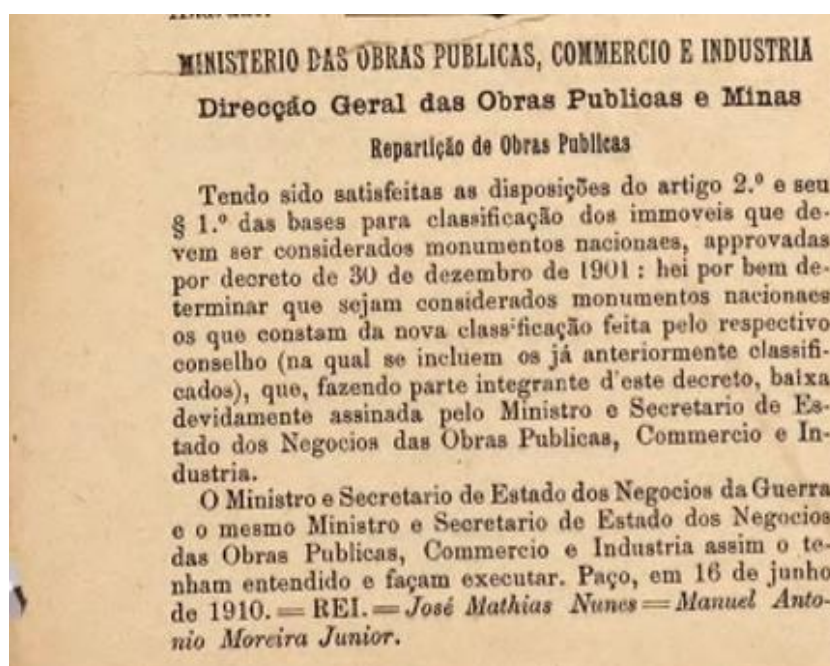 MINISTERIO DAS OBRAS PUBLICAS, COMMERCIO E INDUSTRIA
Direcção Geral das Obras Publicas e Minas
Repartição de Obras Publicas
Tendo sido satisfeitas as disposições do artigo 2.º e seu
§ 1.º das bases para classificação dos immoveis que de-
vem ser considerados monumentos nacionaes, approvadas
por decreto de 30 de dezembro de 1901: hei por bem de-
terminar que sejam considerados monumentos nacionaes
os que constam da nova classificação feita pelo respectivo
conselho (na qual se incluem os já anteriormente classifi-
cados), que, fazendo parte integrante d'este decreto, baixa
devidamente assinada pelo Ministro e Secretario de Es-
tado dos Negocios das Obras Publicas, Commercio e In-
dustria.
O Ministro e Secretario de Estado dos Negocios da Guerra
e o mesmo Ministro e Secretario de Estado dos Negocios
das Obras Publicas, Commercio e Industria assim o te-
nham entendido e façam executar. Paço, em 16 de junho
de 1910. = REI. = José Mathias Nunes = Manuel Anto-
nio Moreira Junior.